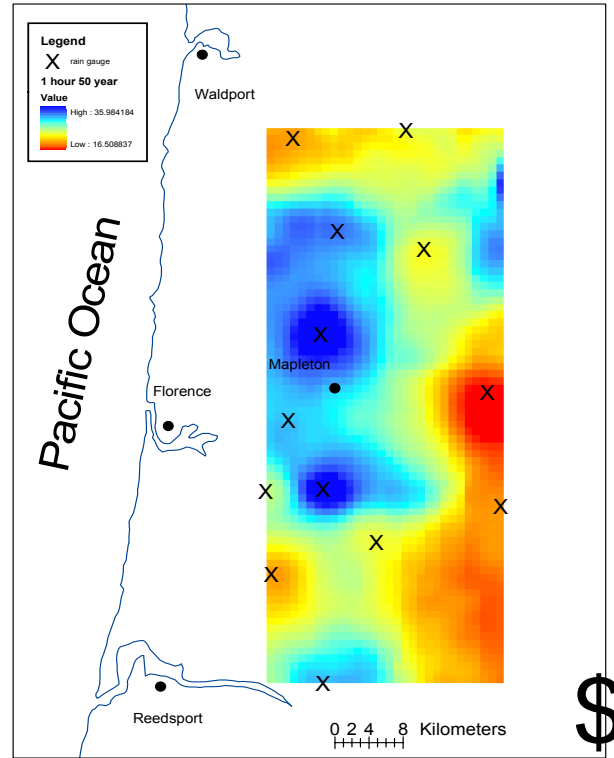 Legend
X rain gauge
1 hour 50 year
Value
High : 35.984184
Low : 16.508837
Waldport
X X
X
X
Pacific Ocean
X
Mapleton
Florence
X
X
X X
X
X
X
X
Reedsport
0 2 4 8 Kilometers
$